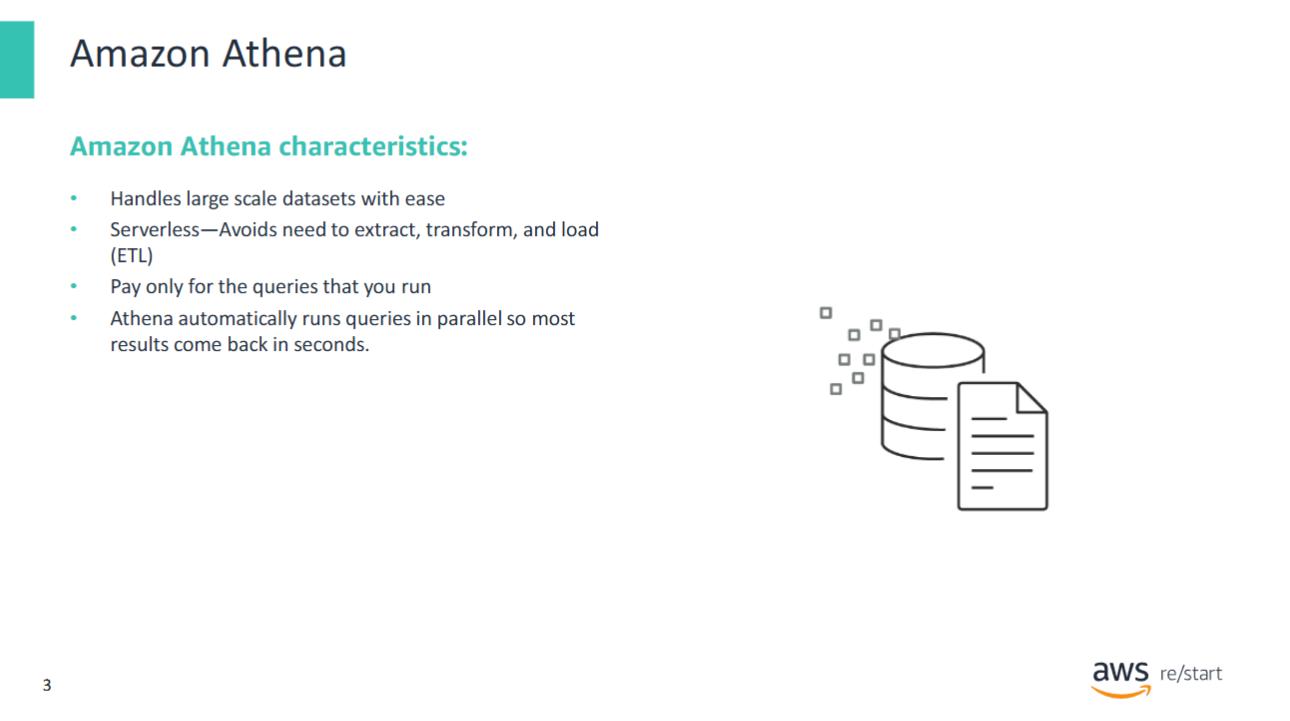 Amazon Athena
Amazon Athena characteristics:
• Handles large scale datasets with ease
• Serverless—Avoids need to extract, transform, and load
(ETL)
• Pay only for the queries that you run
• Athena automatically runs queries in parallel so most
results come back in seconds.
3
aws re/start